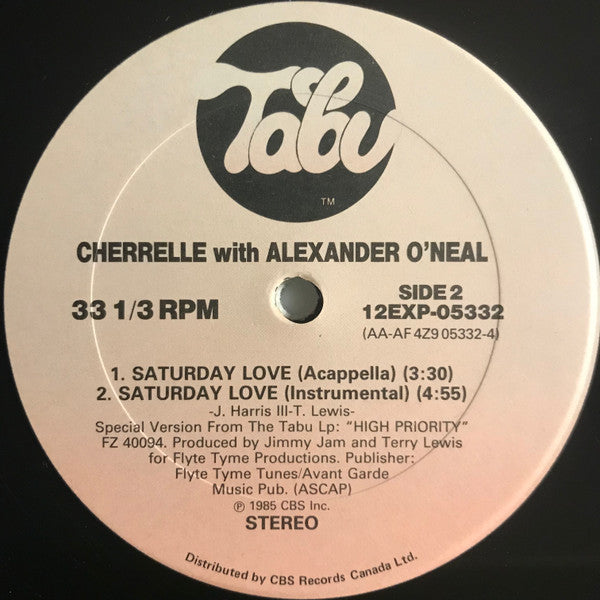 Tabu
TM
CHERRELLE with ALEXANDER O'NEAL
33 1/3 RPM
SIDE 2
12EXP-05332
(AA-AF 4Z9 05332-4)
1. SATURDAY LOVE (Acappella) (3:30)
2. SATURDAY LOVE (Instrumental) (4:55)
-J. Harris III-T. Lewis-
Special Version From The Tabu Lp: "HIGH PRIORITY"
FZ 40094. Produced by Jimmy Jam and Terry Lewis
for Flyte Tyme Productions. Publisher:
Flyte Tyme Tunes/Avant Garde
Music Pub. (ASCAP)
℗ 1985 CBS Inc.
STEREO
Distributed by CBS Records Canada Ltd.